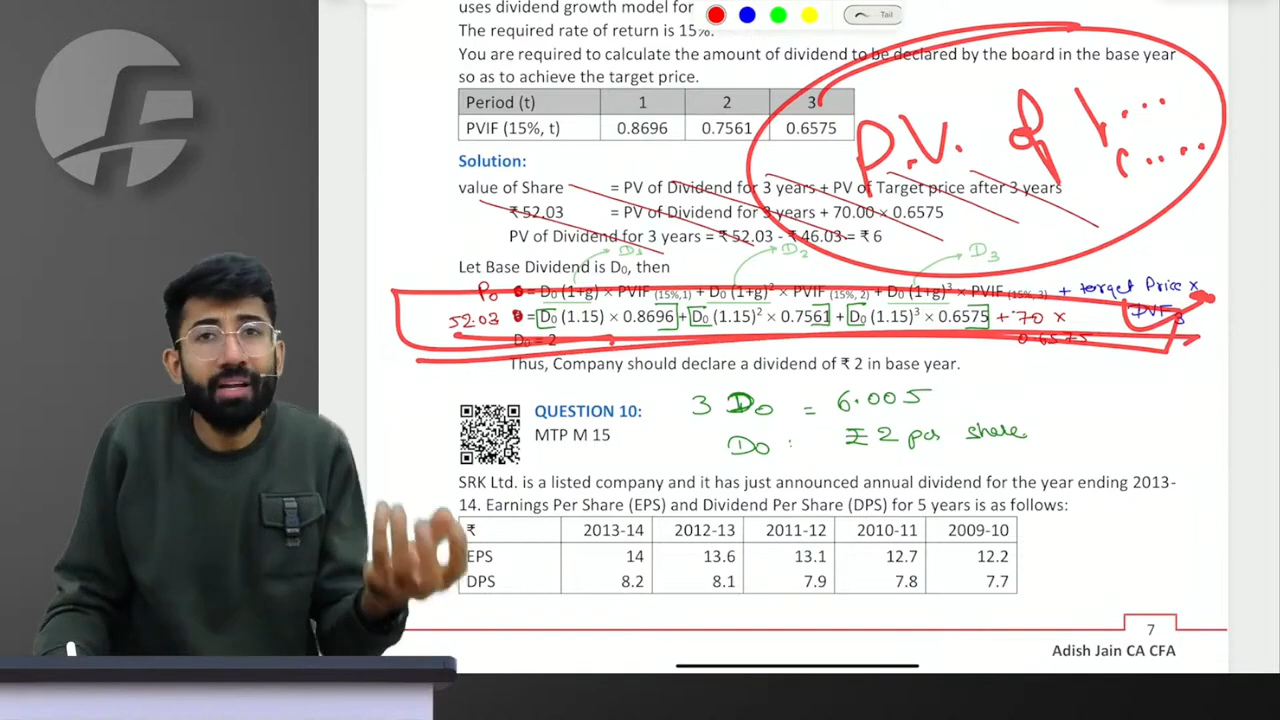 uses dividend growth model for
Tail
The required rate of return is 15%.
You are required to calculate the amount of dividend to be declared by the board in the base year
so as to achieve the target price.
Period (t) 1 2 3
PVIF (15%, t) 0.8696 0.7561 0.6575
P.V. of
Solution:
value of Share = PV of Dividend for 3 years + PV of Target price after 3 years
₹ 52.03 = PV of Dividend for 3 years + 70.00 × 0.6575
PV of Dividend for 3 years = ₹ 52.03 - ₹ 46.03 = ₹ 6
D1 D2 D3
Let Base Dividend is D0, then
P0 = D0 (1+g) × PVIF (15%,1) + D0 (1+g)2 × PVIF (15%, 2) + D0 (1+g)3 × PVIF (15%, 3) + target Price ×
PVF3
5203 = D0 (1.15) × 0.8696 + D0 (1.15)2 × 0.7561 + D0 (1.15)3 × 0.6575 + 70 ×
0.6575
D0 = 2
Thus, Company should declare a dividend of ₹ 2 in base year.
3 D0 = 6.005
D0 : ₹ 2 per share
QUESTION 10:
MTP M 15
SRK Ltd. is a listed company and it has just announced annual dividend for the year ending 2013-
14. Earnings Per Share (EPS) and Dividend Per Share (DPS) for 5 years is as follows:
₹ 2013-14 2012-13 2011-12 2010-11 2009-10
EPS 14 13.6 13.1 12.7 12.2
DPS 8.2 8.1 7.9 7.8 7.7
7
Adish Jain CA CFA